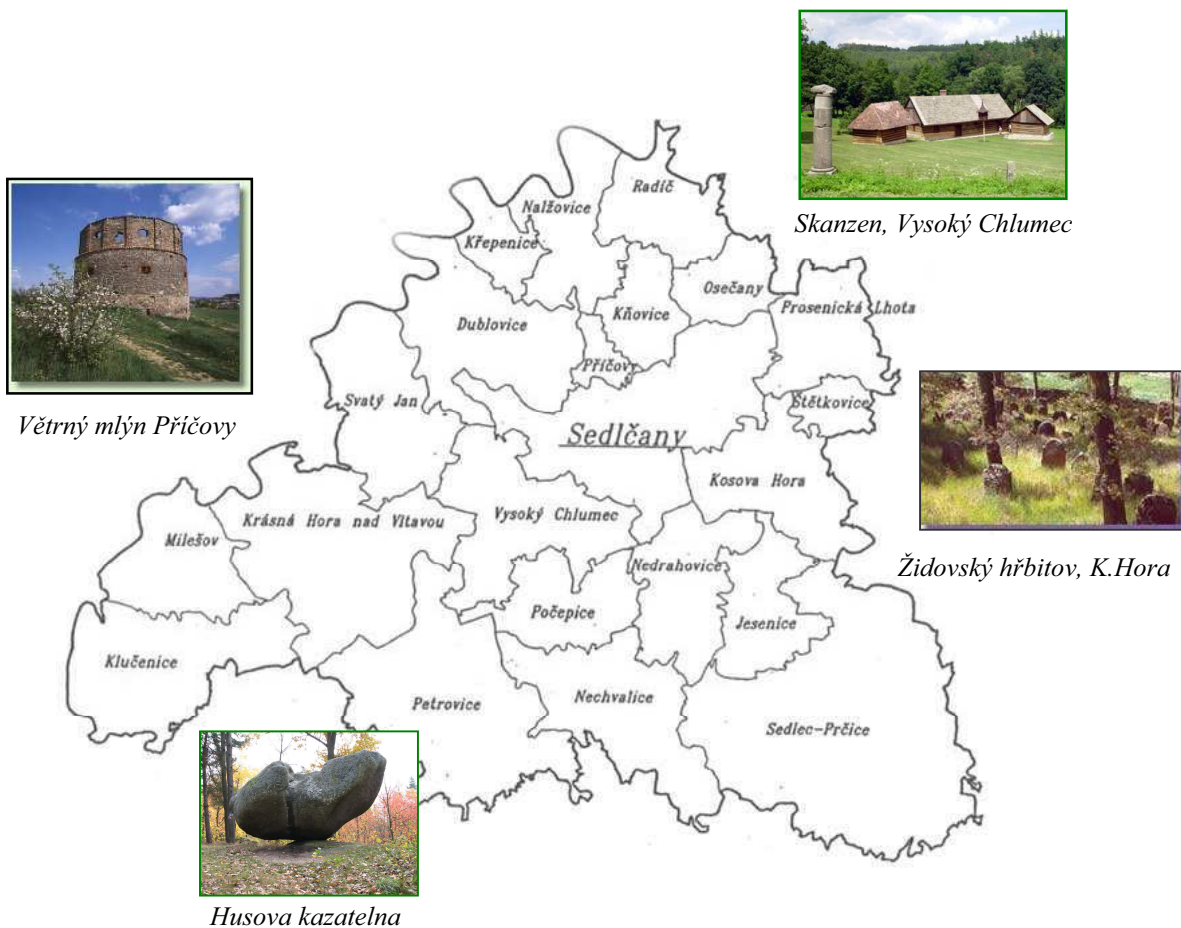 Skanzen, Vysoký Chlumec
Radíč
Nalžovice
Křepenice
Osečany
Prosenická Lhota
Kňovice
Dublovice
Příčovy
Svatý Jan
Štětkovice
Větrný mlýn Příčovy
Sedlčany
Kosova Hora
Krásná Hora nad Vltavou
Vysoký Chlumec
Milešov
Nedrahovice
Židovský hřbitov, K.Hora
Počepice
Jesenice
Klučenice
Petrovice
Nechvalice
Sedlec-Prčice
Husova kazatelna